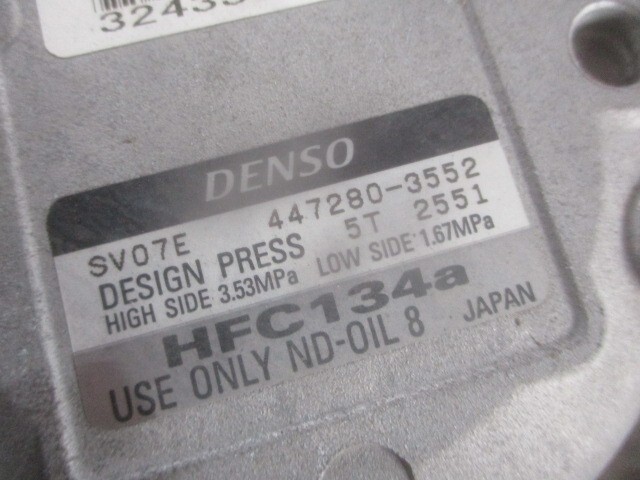 DENSO
SV07E 447280-3552
DESIGN PRESS 5T 2551
HIGH SIDE 3.53MPa LOW SIDE 1.67MPa
HFC134a
USE ONLY ND-OIL 8 JAPAN